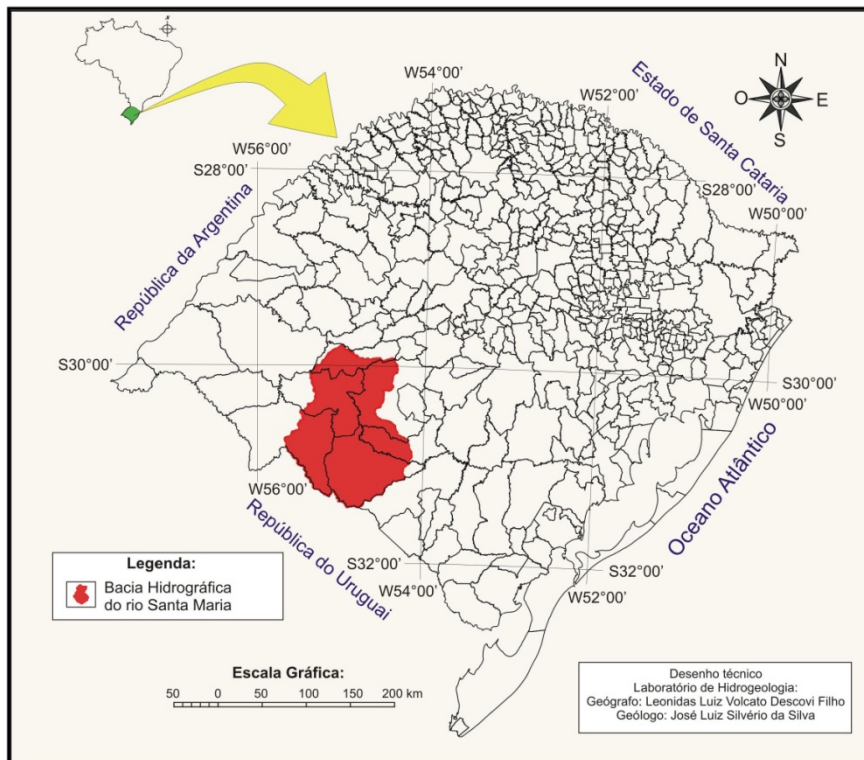 W54°00'
W52°00'
Estado de Santa Cataria
N
O
E
S
W56°00'
S28°00'
S28°00'
W50°00'
República da Argentina
S30°00'
S30°00'
W50°00'
W56°00'
República do Uruguai
Oceano Atlântico
S32°00'
W54°00'
S32°00'
W52°00'
Legenda:
Bacia Hidrográfica
do rio Santa Maria
Escala Gráfica:
50 0 50 100 150 200 km
Desenho técnico
Laboratório de Hidrogeologia:
Geógrafo: Leonidas Luiz Volcato Descovi Filho
Geólogo: José Luiz Silvério da Silva